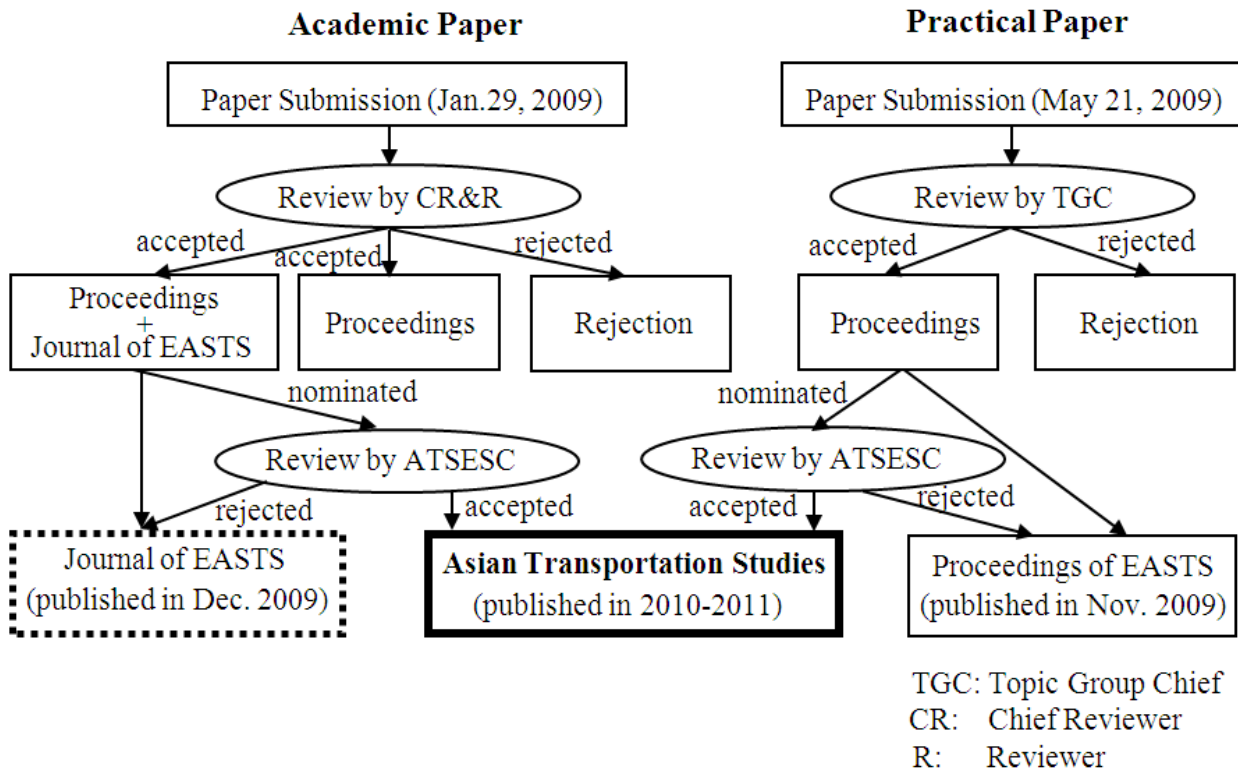 Academic Paper
Practical Paper
Paper Submission (Jan.29, 2009)
Paper Submission (May 21, 2009)
Review by CR&R
Review by TGC
accepted
accepted
rejected
accepted
rejected
Proceedings
+
Journal of EASTS
Proceedings
Rejection
Proceedings
Rejection
nominated
nominated
Review by ATSESC
Review by ATSESC
rejected
accepted
accepted
rejected
Journal of EASTS
(published in Dec. 2009)
Asian Transportation Studies
(published in 2010-2011)
Proceedings of EASTS
(published in Nov. 2009)
TGC: Topic Group Chief
CR: Chief Reviewer
R: Reviewer